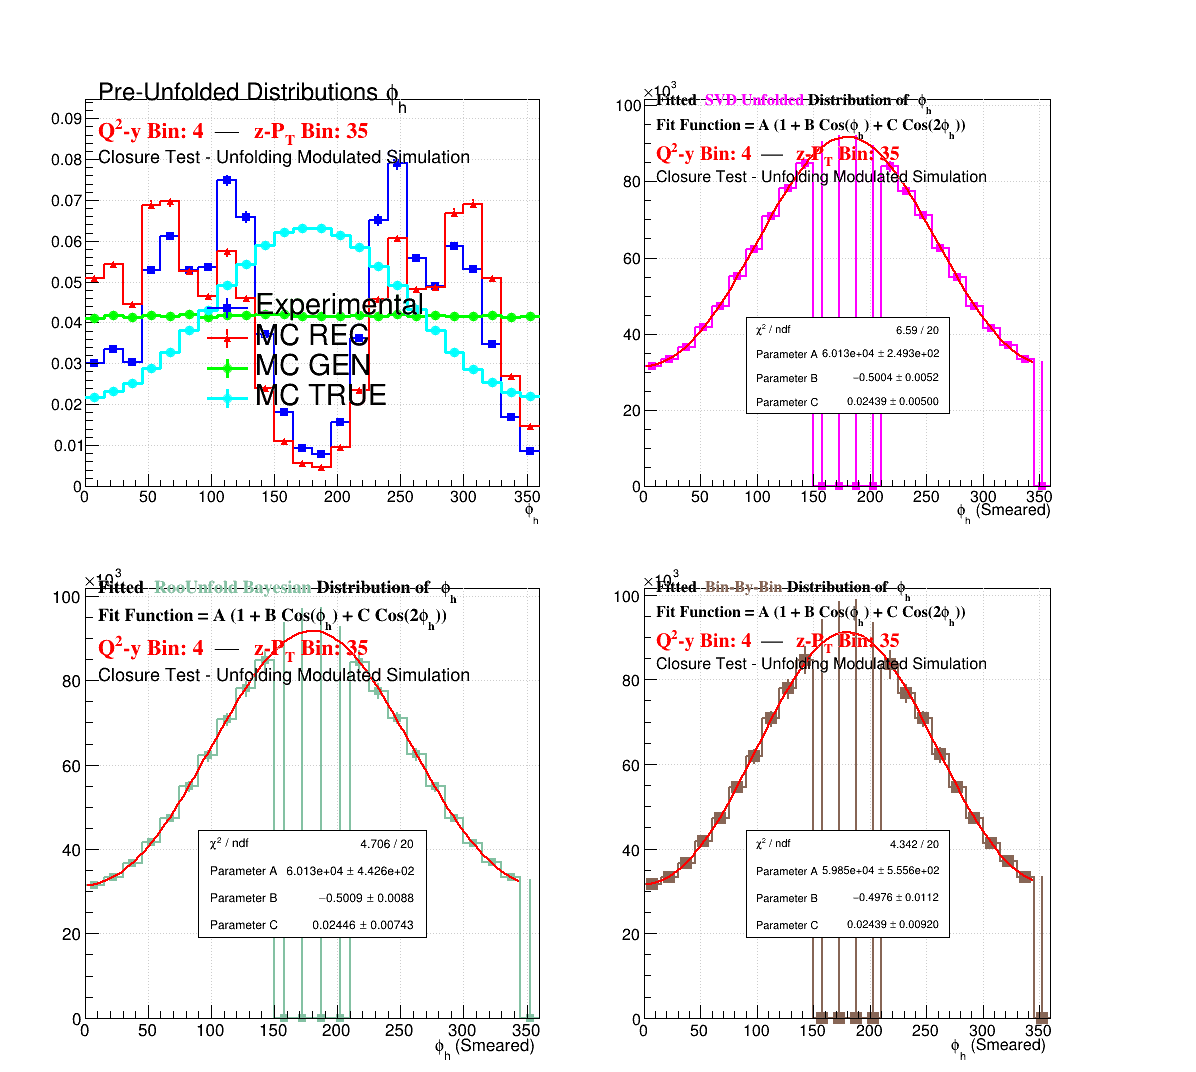 Pre-Unfolded Distributions ϕh
Q2-y Bin: 4 — z-PT Bin: 35
Closure Test - Unfolding Modulated Simulation
0.09
0.08
0.07
0.06
0.05
0.04
0.03
0.02
0.01
0
Experimental
MC REC
MC GEN
MC TRUE
0 50 100 150 200 250 300 350
ϕh
×103
Fitted SVD Unfolded Distribution of ϕh
Fit Function = A (1 + B Cos(ϕh) + C Cos(2ϕh))
Q2-y Bin: 4 — z-PT Bin: 35
Closure Test - Unfolding Modulated Simulation
100
80
60
40
20
0
χ2 / ndf 6.59 / 20
Parameter A 6.013e+04 ± 2.493e+02
Parameter B −0.5004 ± 0.0052
Parameter C 0.02439 ± 0.00500
0 50 100 150 200 250 300 350
ϕh (Smeared)
×103
Fitted RooUnfold Bayesian Distribution of ϕh
Fit Function = A (1 + B Cos(ϕh) + C Cos(2ϕh))
Q2-y Bin: 4 — z-PT Bin: 35
Closure Test - Unfolding Modulated Simulation
100
80
60
40
20
0
χ2 / ndf 4.706 / 20
Parameter A 6.013e+04 ± 4.426e+02
Parameter B −0.5009 ± 0.0088
Parameter C 0.02446 ± 0.00743
0 50 100 150 200 250 300 350
ϕh (Smeared)
×103
Fitted Bin-By-Bin Distribution of ϕh
Fit Function = A (1 + B Cos(ϕh) + C Cos(2ϕh))
Q2-y Bin: 4 — z-PT Bin: 35
Closure Test - Unfolding Modulated Simulation
100
80
60
40
20
0
χ2 / ndf 4.342 / 20
Parameter A 5.985e+04 ± 5.556e+02
Parameter B −0.4976 ± 0.0112
Parameter C 0.02439 ± 0.00920
0 50 100 150 200 250 300 350
ϕh (Smeared)